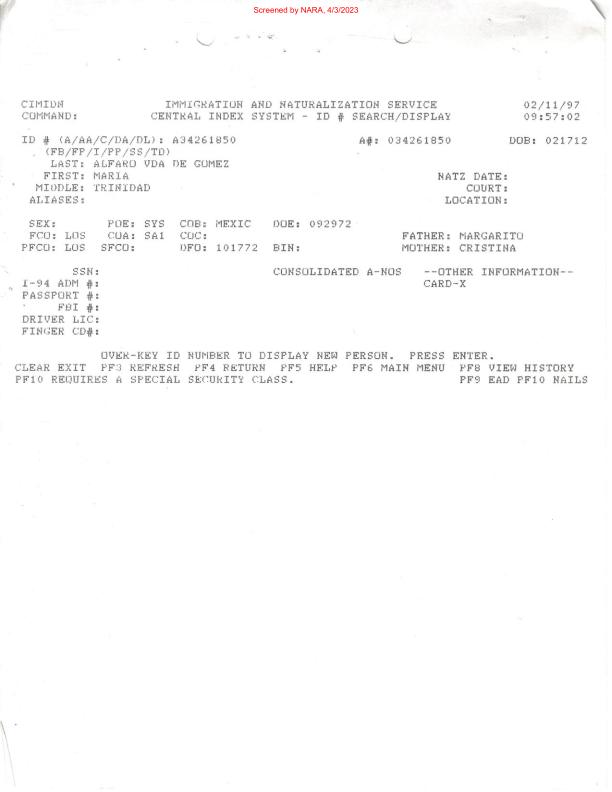 Screened by NARA, 4/3/2023
CIMIDN IMMIGRATION AND NATURALIZATION SERVICE 02/11/97
COMMAND: CENTRAL INDEX SYSTEM - ID # SEARCH/DISPLAY 09:57:02
ID # (A/AA/C/DA/DL): A34261850 A#: 034261850 DOB: 021712
(FB/FP/I/PP/SS/TD)
LAST: ALFARO VDA DE GOMEZ
FIRST: MARIA NATZ DATE:
MIDDLE: TRINIDAD COURT:
ALIASES: LOCATION:
SEX: POE: SYS COB: MEXIC DOE: 092972
FCO: LOS COA: SA1 COC: FATHER: MARGARITO
PFCO: LOS SFCO: DFO: 101772 BIN: MOTHER: CRISTINA
SSN: CONSOLIDATED A-NOS --OTHER INFORMATION--
I-94 ADM #: CARD-X
PASSPORT #:
FBI #:
DRIVER LIC:
FINGER CD#:
OVER-KEY ID NUMBER TO DISPLAY NEW PERSON. PRESS ENTER.
CLEAR EXIT PF3 REFRESH PF4 RETURN PF5 HELP PF6 MAIN MENU PF8 VIEW HISTORY
PF10 REQUIRES A SPECIAL SECURITY CLASS. PF9 EAD PF10 NAILS